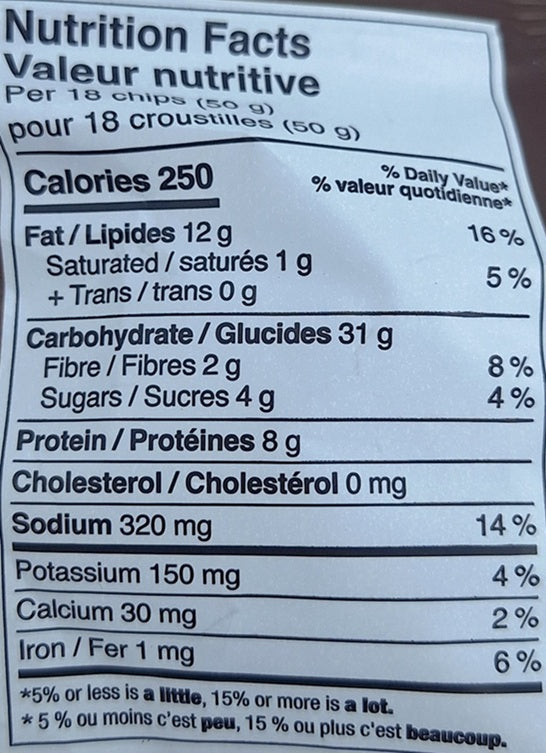 Nutrition Facts
Valeur nutritive
Per 18 chips (50 g)
pour 18 croustilles (50 g)
Calories 250
% Daily Value*
% valeur quotidienne*
Fat / Lipides 12 g 16 %
Saturated / saturés 1 g
+ Trans / trans 0 g 5 %
Carbohydrate / Glucides 31 g
Fibre / Fibres 2 g 8 %
Sugars / Sucres 4 g 4 %
Protein / Protéines 8 g
Cholesterol / Cholestérol 0 mg
Sodium 320 mg 14 %
Potassium 150 mg 4 %
Calcium 30 mg 2 %
Iron / Fer 1 mg 6 %
*5% or less is a little, 15% or more is a lot.
* 5 % ou moins c'est peu, 15 % ou plus c'est beaucoup.